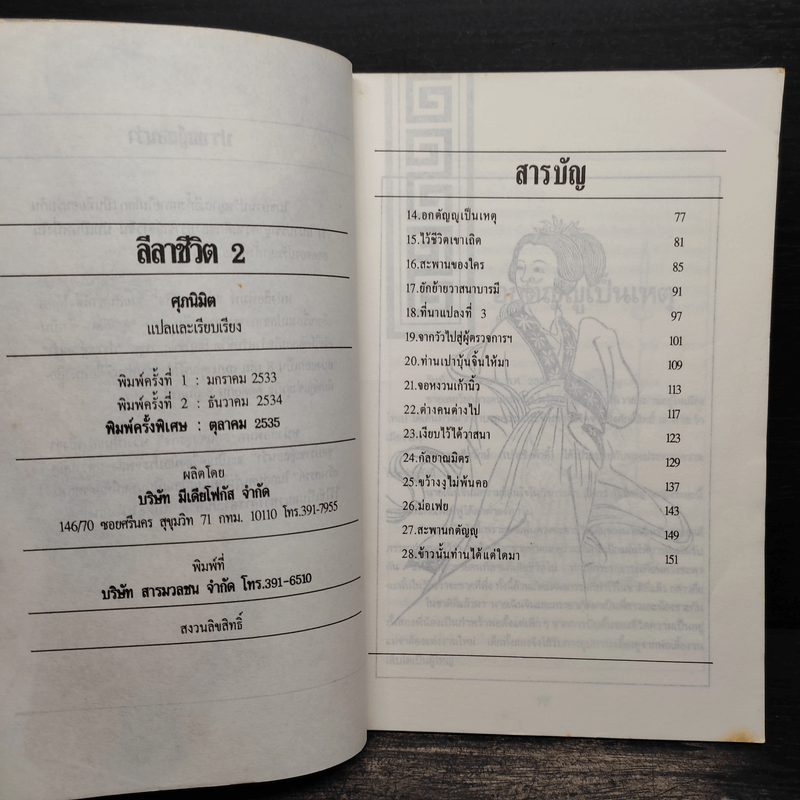 ลีลาชีวิต 2
ศุภนิมิต
แปลและเรียบเรียง
พิมพ์ครั้งที่ 1 : มกราคม 2533
พิมพ์ครั้งที่ 2 : ธันวาคม 2534
พิมพ์ครั้งพิเศษ : ตุลาคม 2535
ผลิตโดย
บริษัท มีเดียโฟกัส จำกัด
146/70 ซอยศรีนคร สุขุมวิท 71 กทม. 10110 โทร.391-7955
พิมพ์ที่
บริษัท สารมวลชน จำกัด โทร.391-6510
สงวนลิขสิทธิ์
สารบัญ
14.อกตัญญูเป็นเหตุ 77
15.ไว้ชีวิตเขาเถิด 81
16.สะพานของใคร 85
17.ยักย้ายวาสนาบารมี 91
18.ที่นาแปลงที่ 3 97
19.จากวัวไปสู่ผู้ตรวจการฯ 101
20.ท่านเปาบุ้นจิ้นให้มา 109
21.จอหงวนเก้านิ้ว 113
22.ต่างคนต่างไป 117
23.เงียบไว้ได้วาสนา 123
24.กัลยาณมิตร 129
25.ขว้างงูไม่พ้นคอ 137
26.ม่อเฟย 143
27.สะพานกตัญญู 149
28.ข้าวนั้นท่านได้แต่ใดมา 151